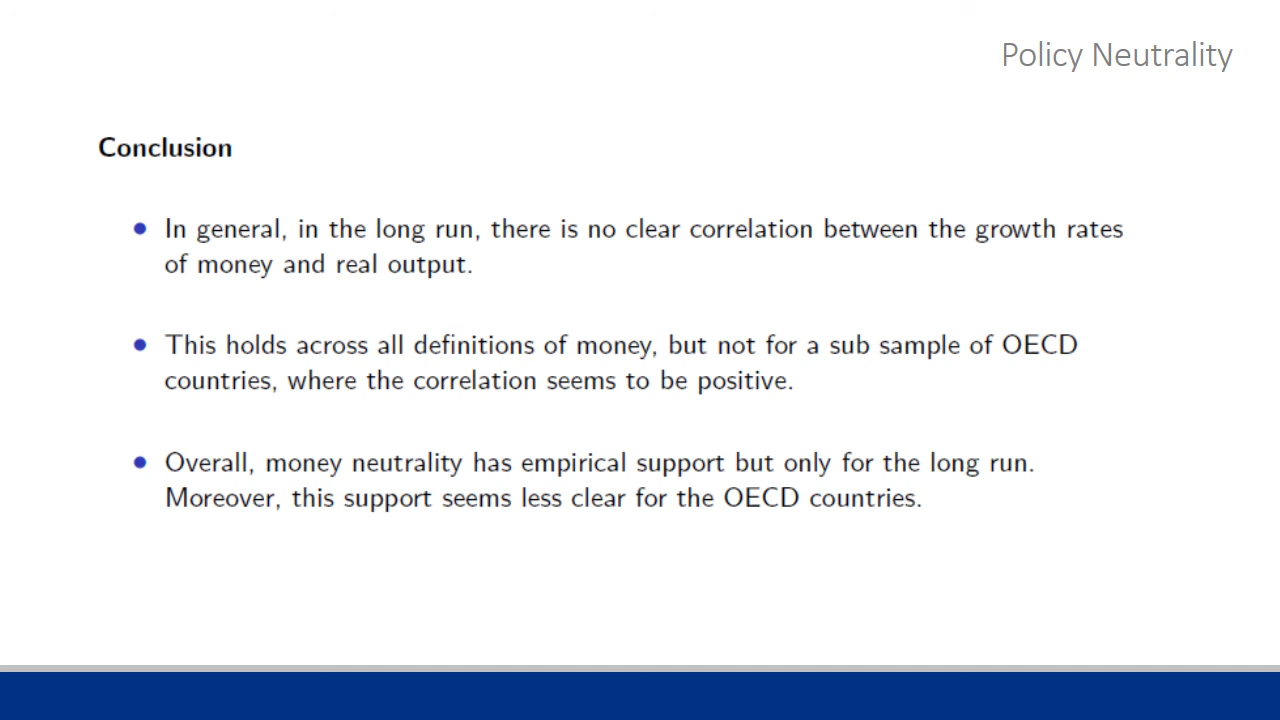 Policy Neutrality
Conclusion
• In general, in the long run, there is no clear correlation between the growth rates
of money and real output.
• This holds across all definitions of money, but not for a sub sample of OECD
countries, where the correlation seems to be positive.
• Overall, money neutrality has empirical support but only for the long run.
Moreover, this support seems less clear for the OECD countries.